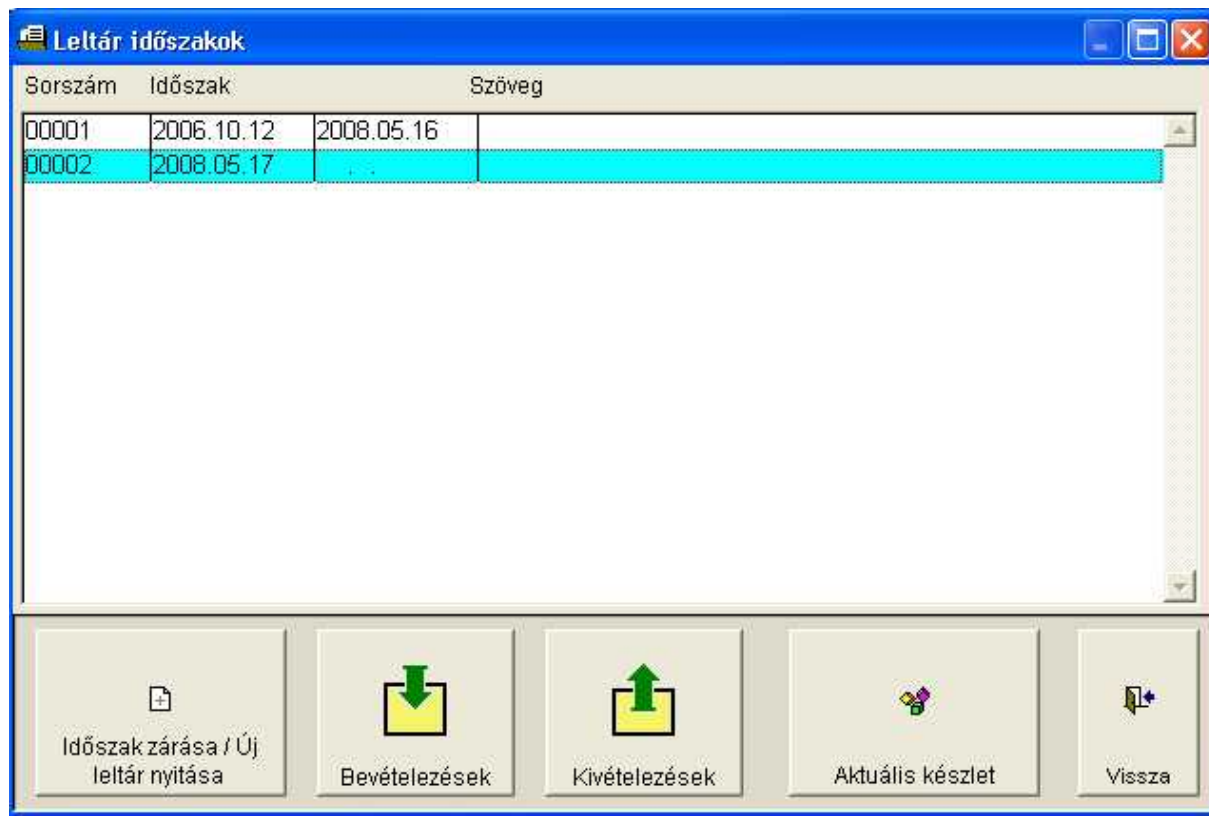 Leltár időszakok
Sorszám Időszak Szöveg
00001 2006.10.12 2008.05.16
00002 2008.05.17 . .
Időszak zárása / Új
leltár nyitása
Bevételezések
Kivételezések
Aktuális készlet
Vissza